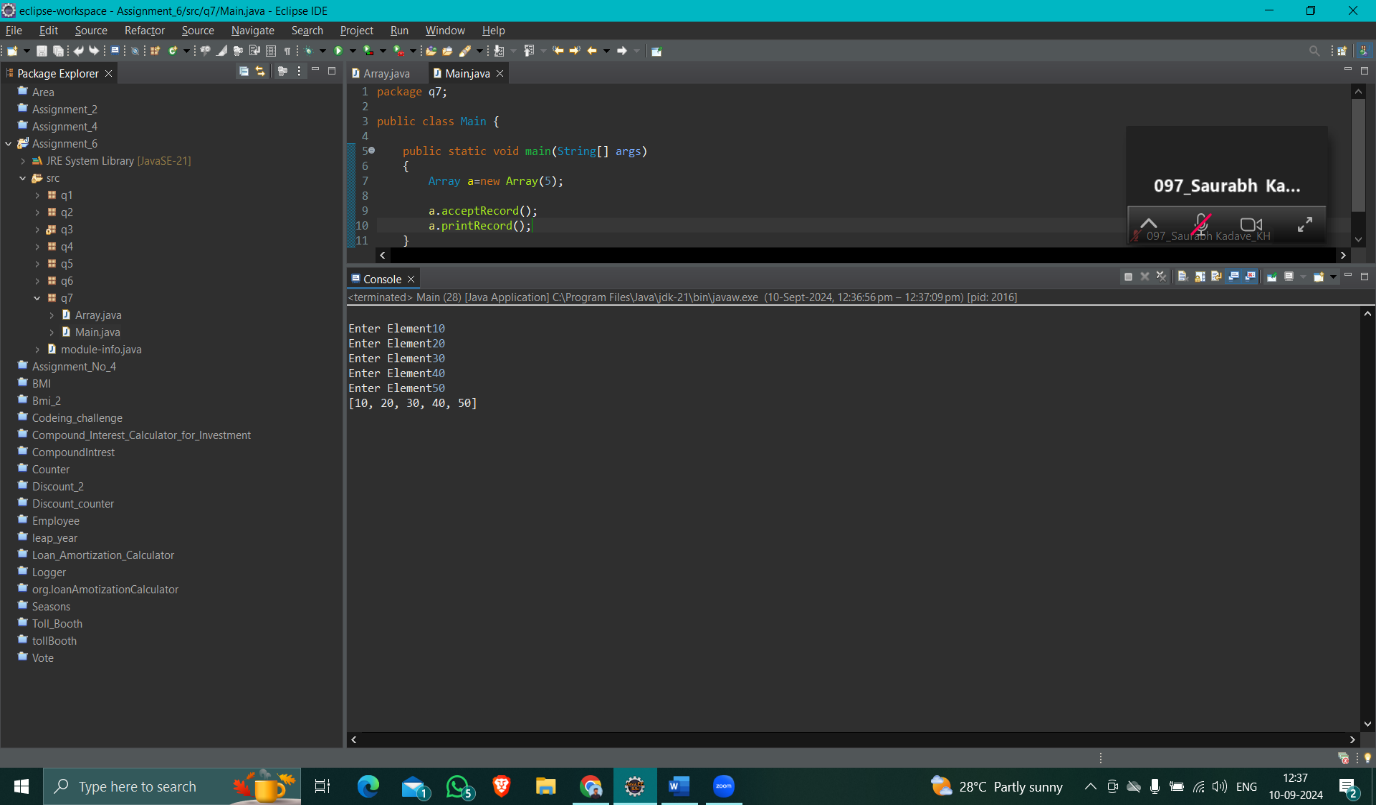 eclipse-workspace - Assignment_6/src/q7/Main.java - Eclipse IDE
File Edit Source Refactor Source Navigate Search Project Run Window Help
Package Explorer
Area
Assignment_2
Assignment_4
Assignment_6
JRE System Library [JavaSE-21]
src
q1
q2
q3
q4
q5
q6
q7
Array.java
Main.java
module-info.java
Assignment_No_4
BMI
Bmi_2
Codeing_challenge
Compound_Interest_Calculator_for_Investment
CompoundIntrest
Counter
Discount_2
Discount_counter
Employee
leap_year
Loan_Amortization_Calculator
Logger
org.loanAmotizationCalculator
Seasons
Toll_Booth
tollBooth
Vote
Array.java Main.java
1 package q7;
2
3 public class Main {
4
5 public static void main(String[] args)
6 {
7 Array a=new Array(5);
8
9 a.acceptRecord();
10 a.printRecord();
11 }
097_Saurabh Ka...
097_Saurabh Kadave_KH
Console
<terminated> Main (28) [Java Application] C:\Program Files\Java\jdk-21\bin\javaw.exe (10-Sept-2024, 12:36:56 pm – 12:37:09 pm) [pid: 2016]
Enter Element10
Enter Element20
Enter Element30
Enter Element40
Enter Element50
[10, 20, 30, 40, 50]
Type here to search
1
5
zoom
28°C Partly sunny
ENG
12:37
10-09-2024
2